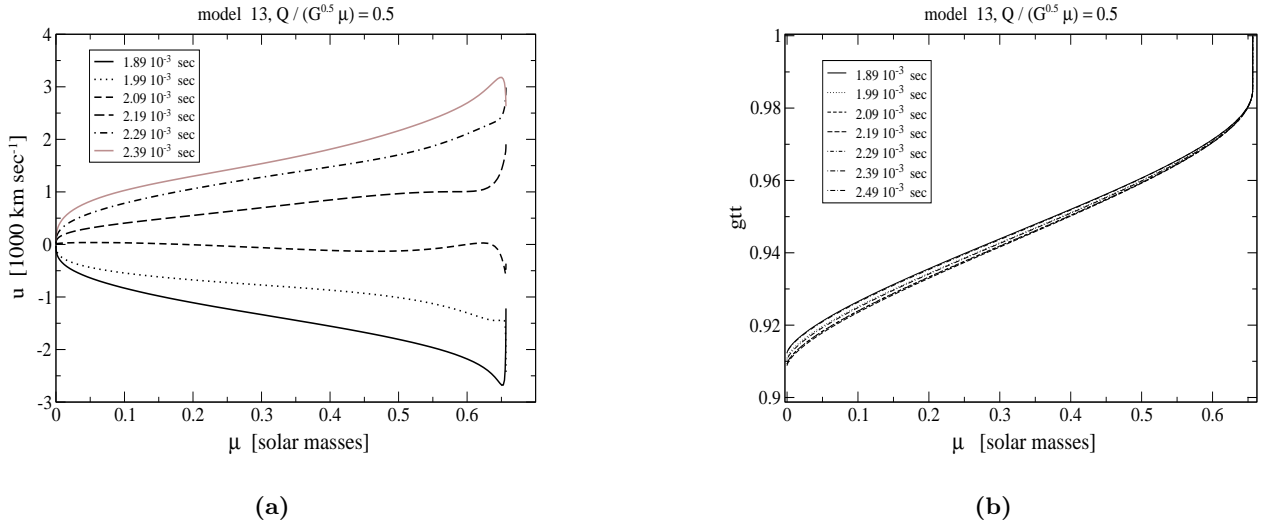 model 13, Q / (G^0.5 μ) = 0.5
4
3
2
1
0
-1
-2
-3
u [1000 km sec^-1]
1.89 10^-3 sec
1.99 10^-3 sec
2.09 10^-3 sec
2.19 10^-3 sec
2.29 10^-3 sec
2.39 10^-3 sec
0 0.1 0.2 0.3 0.4 0.5 0.6
μ [solar masses]
(a)
model 13, Q / (G^0.5 μ) = 0.5
1
0.98
0.96
0.94
0.92
0.9
gtt
1.89 10^-3 sec
1.99 10^-3 sec
2.09 10^-3 sec
2.19 10^-3 sec
2.29 10^-3 sec
2.39 10^-3 sec
2.49 10^-3 sec
0 0.1 0.2 0.3 0.4 0.5 0.6
μ [solar masses]
(b)